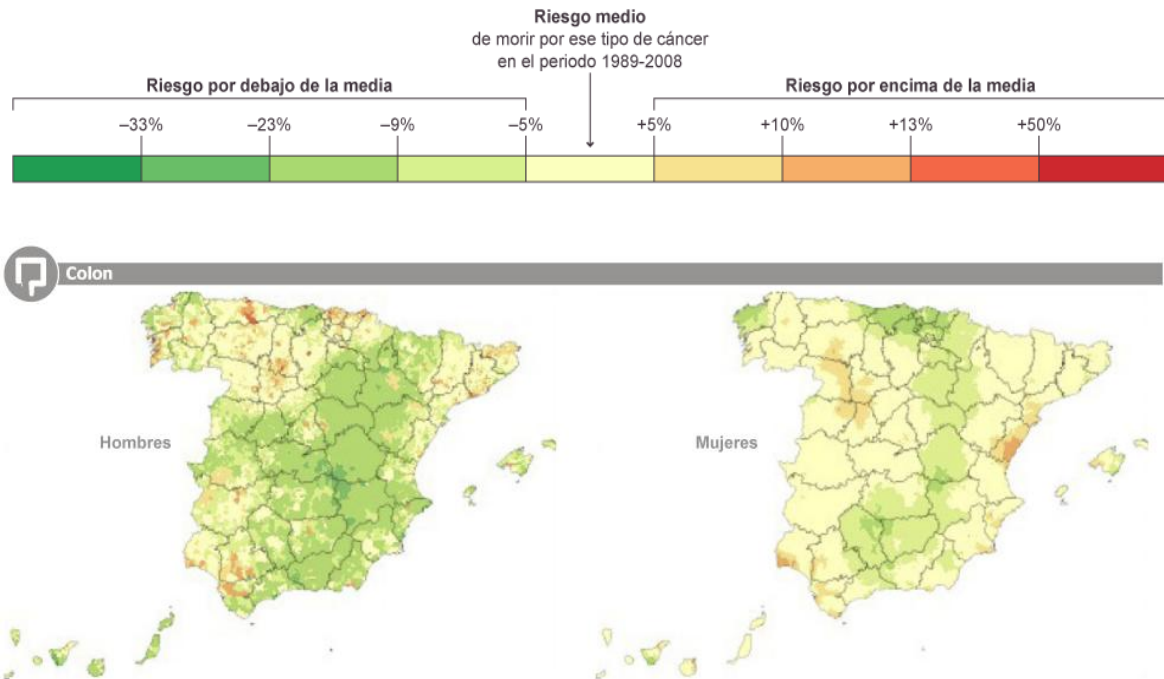 Riesgo medio
de morir por ese tipo de cáncer
en el periodo 1989-2008
Riesgo por debajo de la media
Riesgo por encima de la media
–33%
–23%
–9%
–5%
+5%
+10%
+13%
+50%
Colon
Hombres
Mujeres